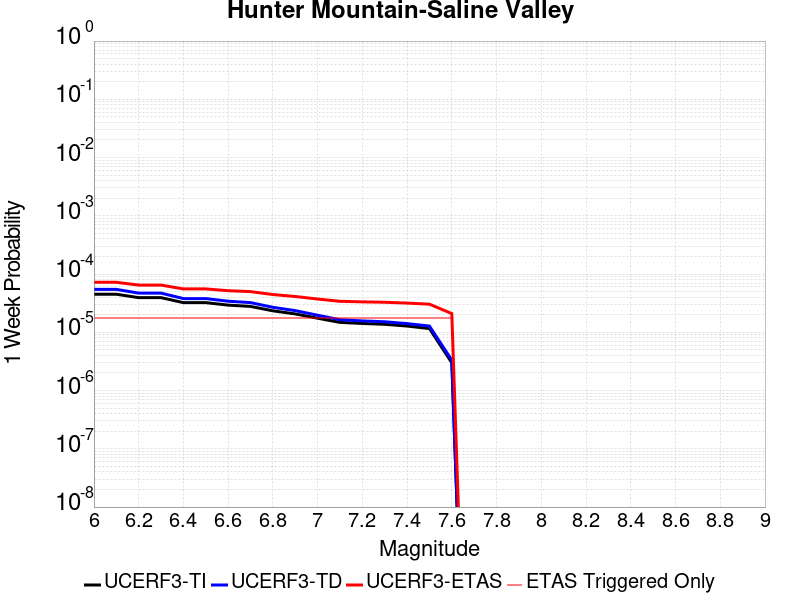 Hunter Mountain-Saline Valley
10^0
10^-1
10^-2
10^-3
10^-4
10^-5
10^-6
10^-7
10^-8
1 Week Probability
6 6.2 6.4 6.6 6.8 7 7.2 7.4 7.6 7.8 8 8.2 8.4 8.6 8.8 9
Magnitude
UCERF3-TI UCERF3-TD UCERF3-ETAS ETAS Triggered Only